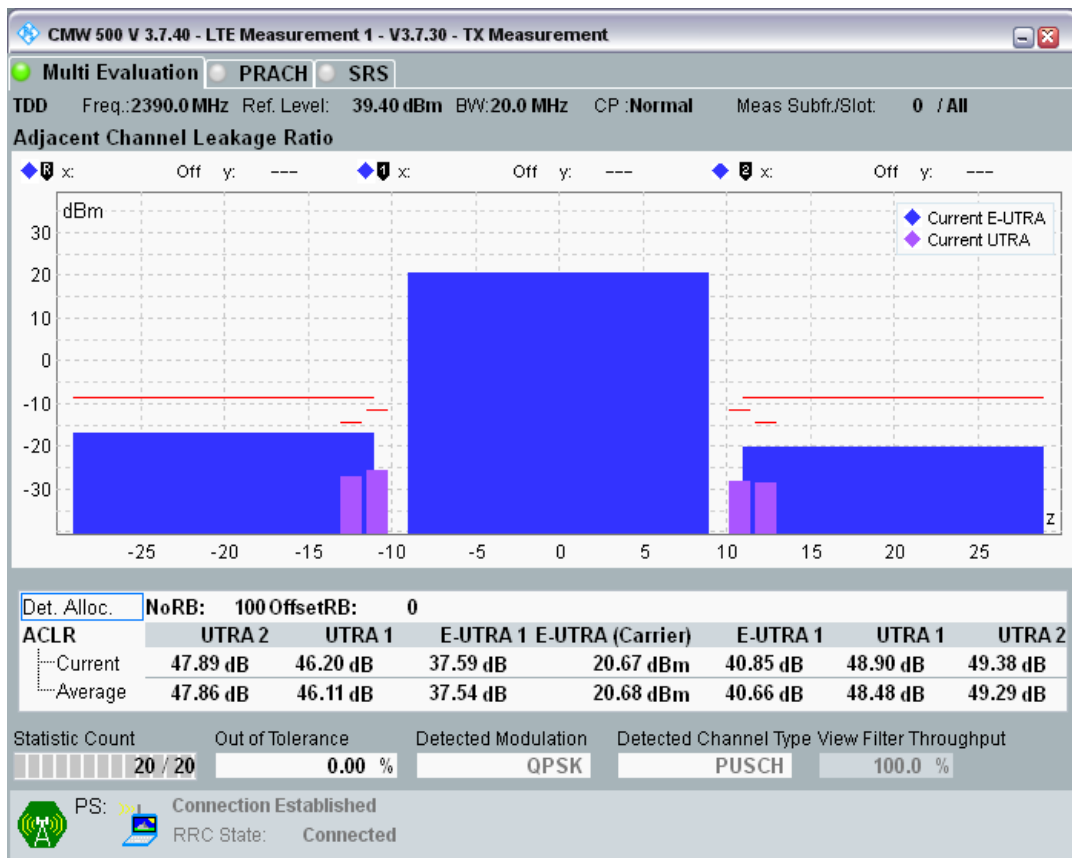 CMW 500 V 3.7.40 - LTE Measurement 1 - V3.7.30 - TX Measurement
Multi Evaluation PRACH SRS
TDD Freq.:2390.0 MHz Ref. Level: 39.40 dBm BW:20.0 MHz CP :Normal Meas Subfr./Slot: 0 / All
Adjacent Channel Leakage Ratio
R x: Off y: --- 1 x: Off y: --- 2 x: Off y: ---
dBm
Current E-UTRA
Current UTRA
30
20
10
0
-10
-20
-30
z
-25 -20 -15 -10 -5 0 5 10 15 20 25
Det. Alloc. NoRB: 100 OffsetRB: 0
ACLR UTRA 2 UTRA 1 E-UTRA 1 E-UTRA (Carrier) E-UTRA 1 UTRA 1 UTRA 2
Current 47.89 dB 46.20 dB 37.59 dB 20.67 dBm 40.85 dB 48.90 dB 49.38 dB
Average 47.86 dB 46.11 dB 37.54 dB 20.68 dBm 40.66 dB 48.48 dB 49.29 dB
Statistic Count Out of Tolerance Detected Modulation Detected Channel Type View Filter Throughput
20 / 20 0.00 % QPSK PUSCH 100.0 %
PS: Connection Established
RRC State: Connected